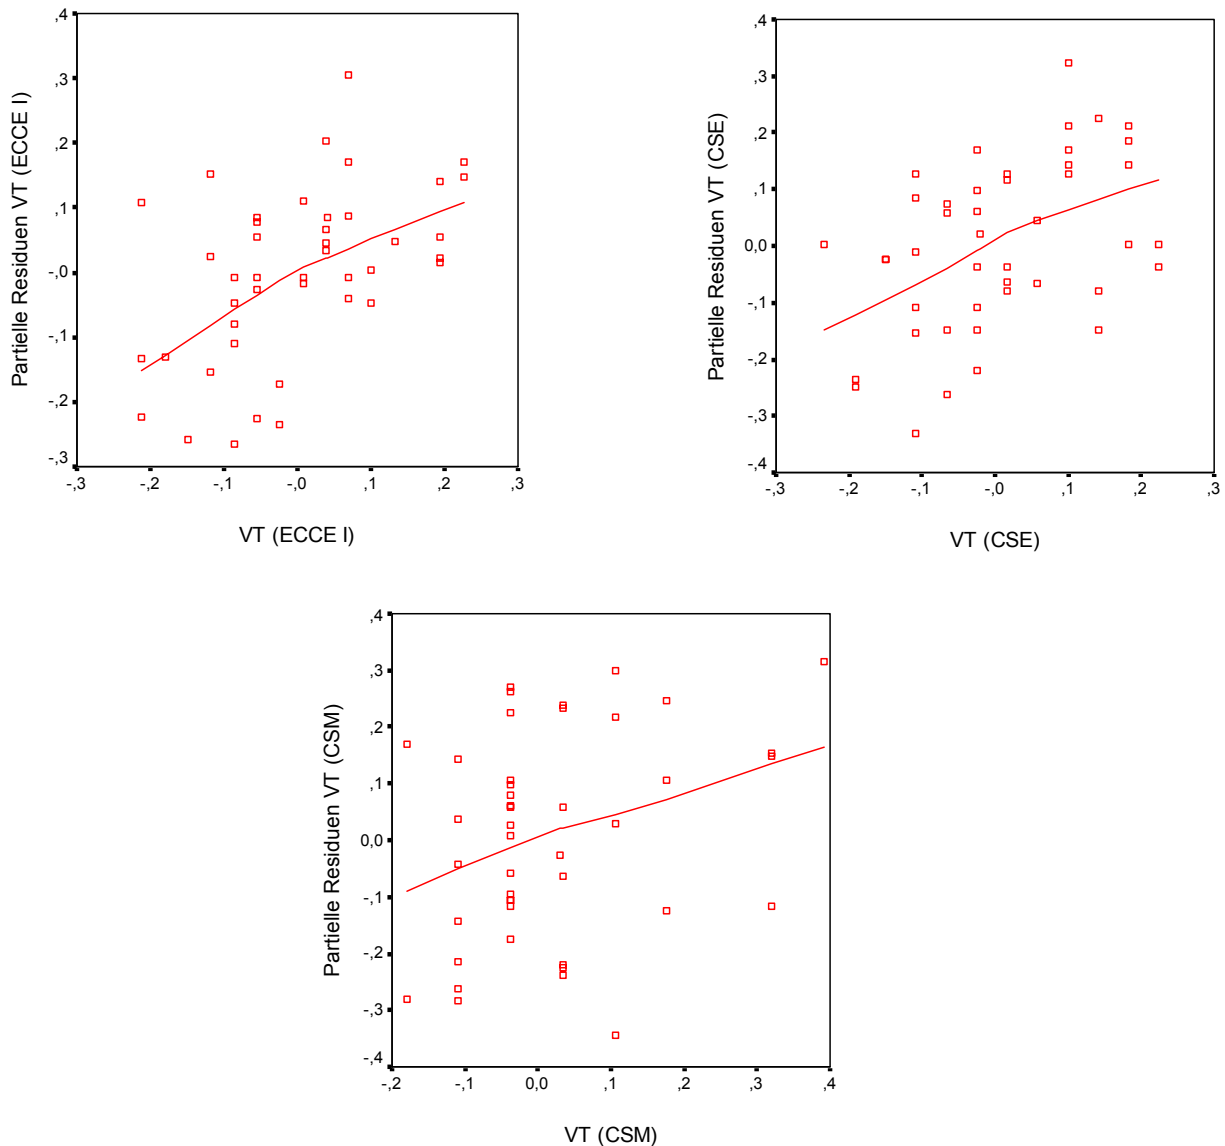 ,4
,3
,2
,1
-,0
-,1
-,2
-,3
Partielle Residuen VT (ECCE I)
-,3 -,2 -,1 -,0 ,1 ,2 ,3
VT (ECCE I)
,4
,3
,2
,1
0,0
-,1
-,2
-,3
-,4
Partielle Residuen VT (CSE)
-,3 -,2 -,1 -,0 ,1 ,2 ,3
VT (CSE)
,4
,3
,2
,1
0,0
-,1
-,2
-,3
-,4
Partielle Residuen VT (CSM)
-,2 -,1 0,0 ,1 ,2 ,3 ,4
VT (CSM)